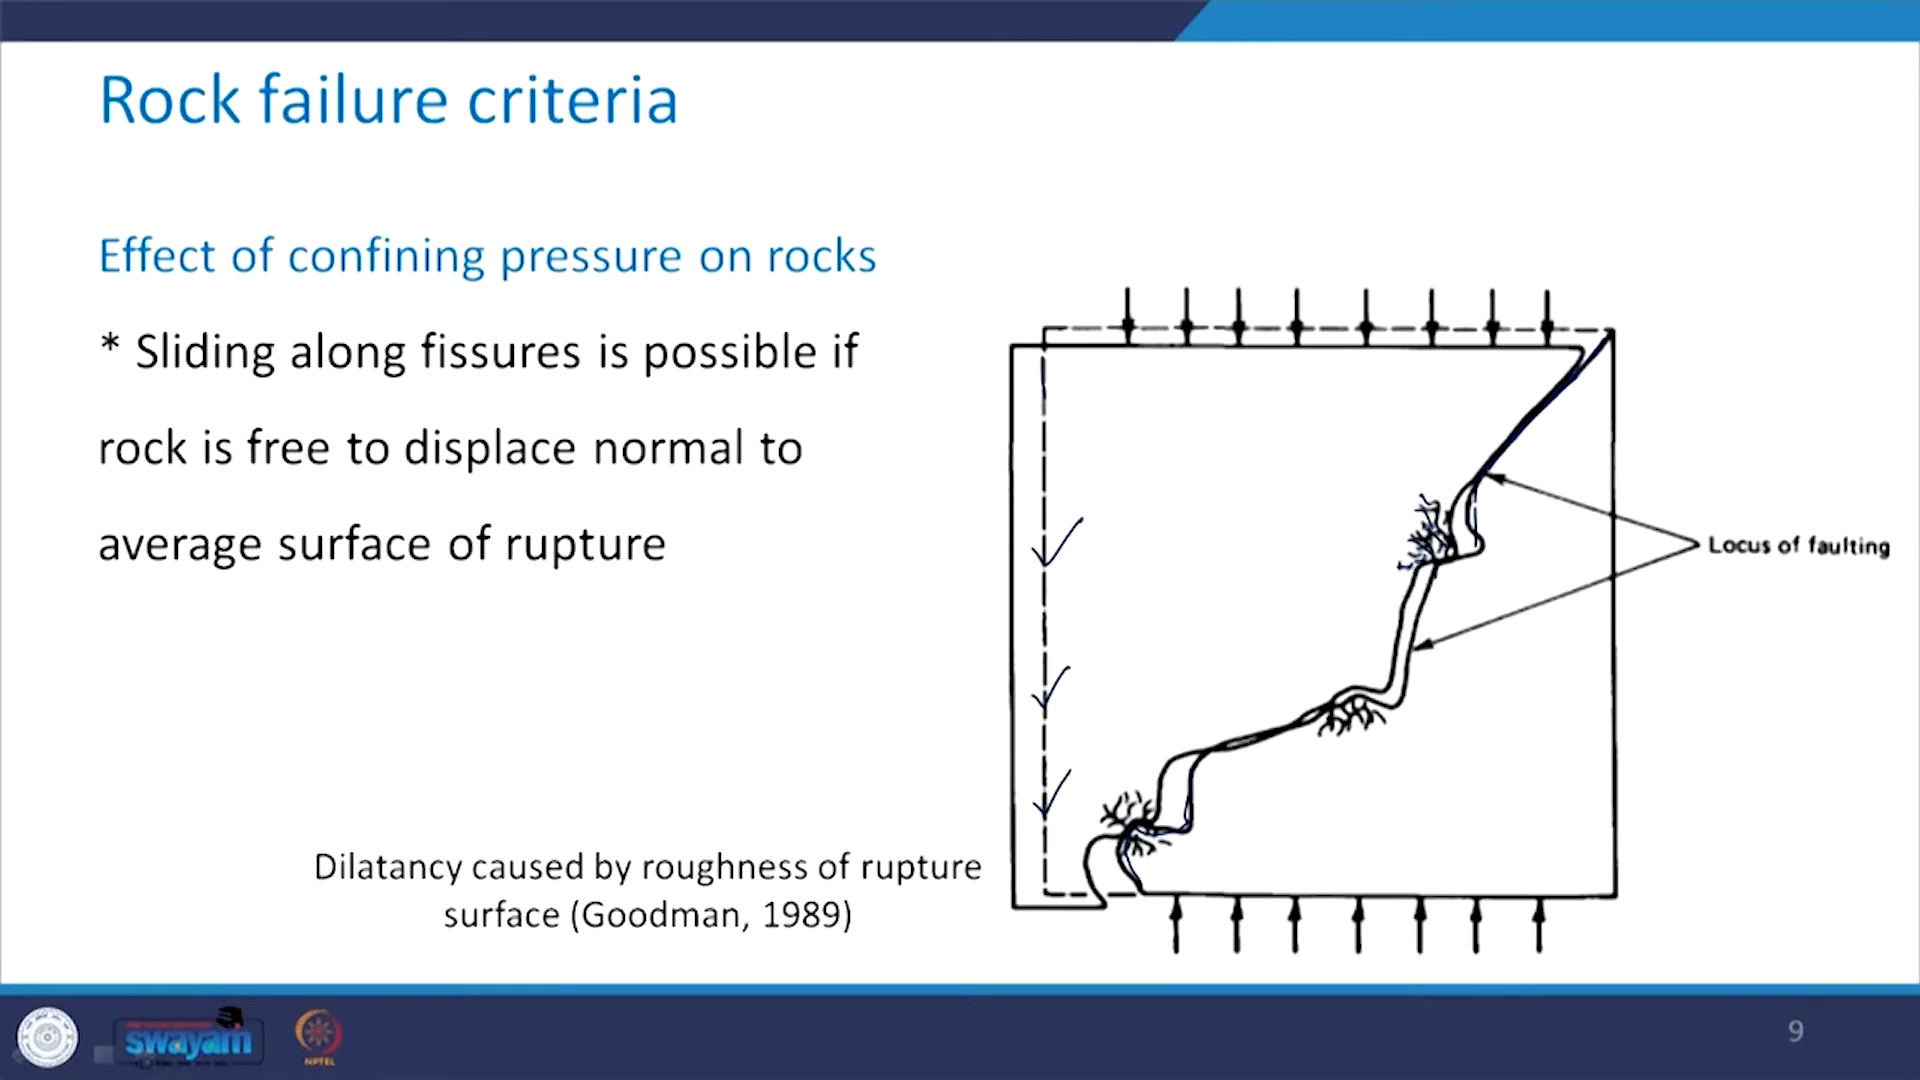 Rock failure criteria
Effect of confining pressure on rocks
* Sliding along fissures is possible if
rock is free to displace normal to
average surface of rupture
Locus of faulting
Dilatancy caused by roughness of rupture
surface (Goodman, 1989)
swayam
NPTEL
9